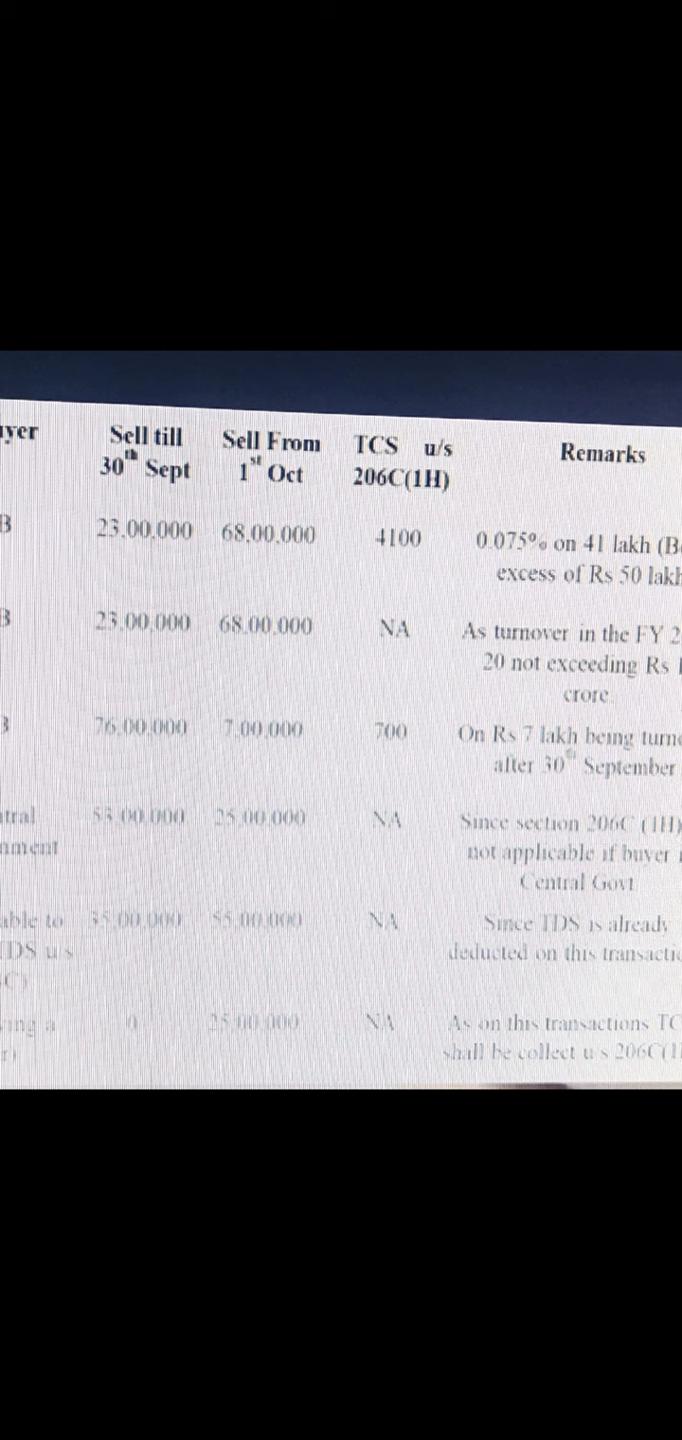 yer Sell till Sell From TCS u/s Remarks
30th Sept 1st Oct 206C(1H)
B 23,00,000 68,00,000 4100 0.075% on 41 lakh (B
excess of Rs 50 lakh
B 23,00,000 68,00,000 NA As turnover in the FY 2
20 not exceeding Rs 1
crore.
B 76,00,000 7,00,000 700 On Rs 7 lakh being turn
after 30th September
tral 53,00,000 25,00,000 NA Since section 206C (1H)
nment not applicable if buyer i
Central Govt
able to 35,00,000 55,00,000 NA Since TDS is already
TDS u/s deducted on this transactio
C)
ving a 0 25,00,000 NA As on this transactions TC
r) shall be collect u/s 206C(1